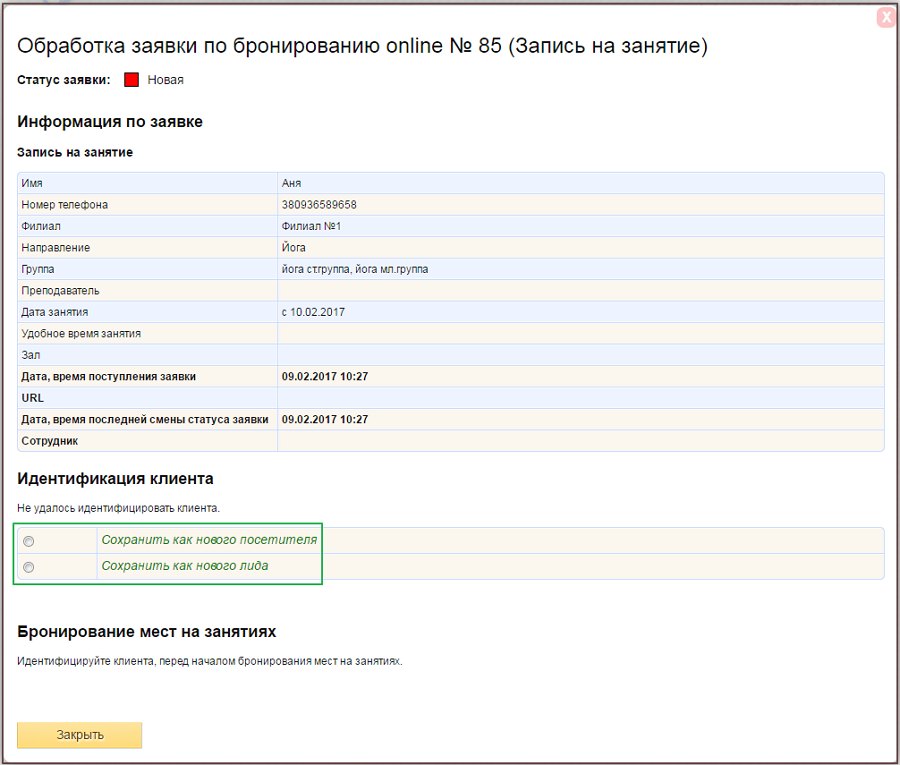 X
Обработка заявки по бронированию online № 85 (Запись на занятие)
Статус заявки: Новая
Информация по заявке
Запись на занятие
Имя Аня
Номер телефона 380936589658
Филиал Филиал №1
Направление Йога
Группа йога ст.группа, йога мл.группа
Преподаватель
Дата занятия с 10.02.2017
Удобное время занятия
Зал
Дата, время поступления заявки 09.02.2017 10:27
URL
Дата, время последней смены статуса заявки 09.02.2017 10:27
Сотрудник
Идентификация клиента
Не удалось идентифицировать клиента.
Сохранить как нового посетителя
Сохранить как нового лида
Бронирование мест на занятиях
Идентифицируйте клиента, перед началом бронирования мест на занятиях.
Закрыть